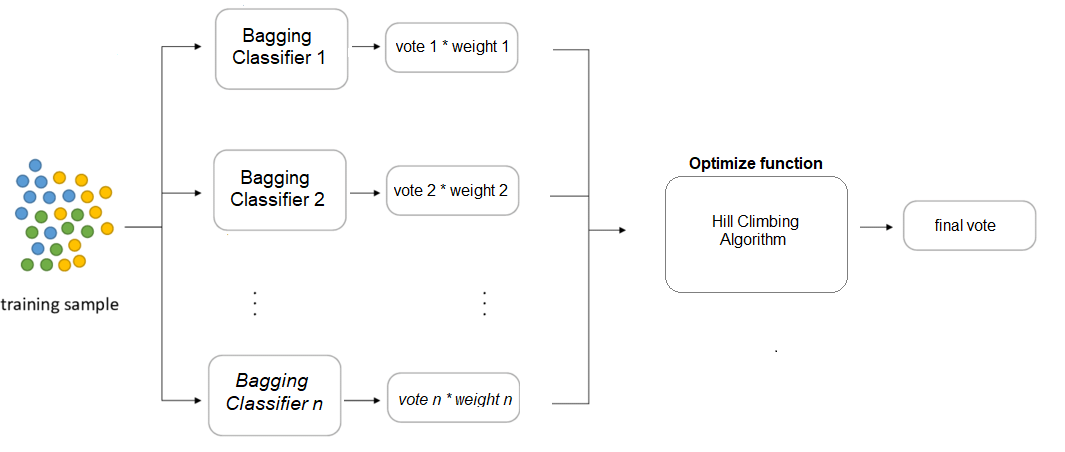 Bagging
Classifier 1
vote 1 * weight 1
Optimize function
Bagging
Classifier 2
vote 2 * weight 2
Hill Climbing
Algorithm
final vote
training sample
Bagging
Classifier n
vote n * weight n